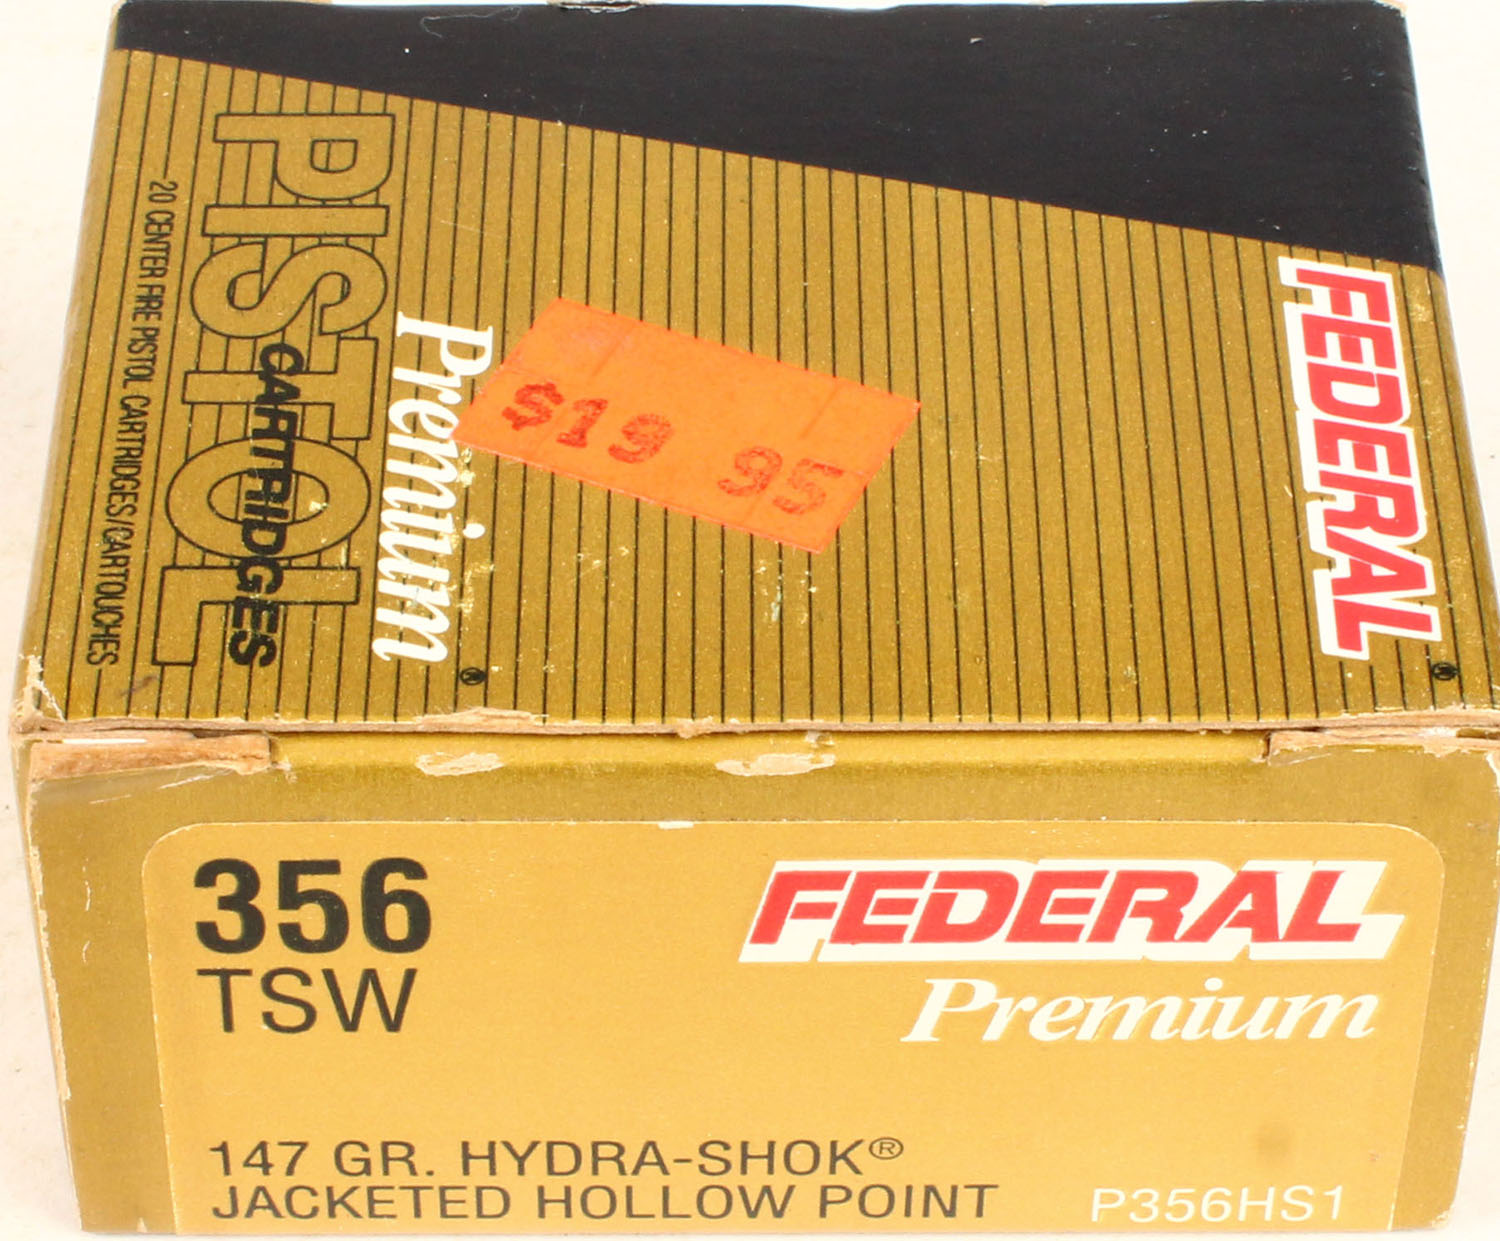 PISTOL
CARTRIDGES
20 CENTER FIRE PISTOL CARTRIDGES/CARTOUCHES
Premium®
$19 95
FEDERAL®
356
TSW
FEDERAL
Premium
147 GR. HYDRA-SHOK®
JACKETED HOLLOW POINT
P356HS1